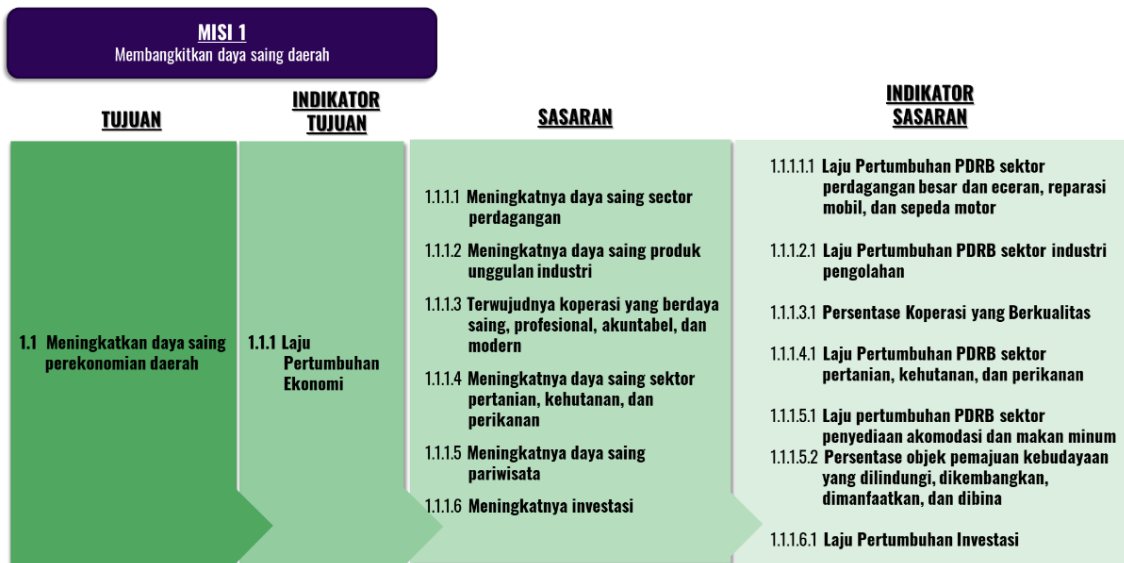 MISI 1
Membangkitkan daya saing daerah
TUJUAN
INDIKATOR
TUJUAN
SASARAN
INDIKATOR
SASARAN
1.1 Meningkatkan daya saing
perekonomian daerah
1.1.1 Laju
Pertumbuhan
Ekonomi
1.1.1.1 Meningkatnya daya saing sector
perdagangan
1.1.1.2 Meningkatnya daya saing produk
unggulan industri
1.1.1.3 Terwujudnya koperasi yang berdaya
saing, profesional, akuntabel, dan
modern
1.1.1.4 Meningkatnya daya saing sektor
pertanian, kehutanan, dan
perikanan
1.1.1.5 Meningkatnya daya saing
pariwisata
1.1.1.6 Meningkatnya investasi
1.1.1.1.1 Laju Pertumbuhan PDRB sektor
perdagangan besar dan eceran, reparasi
mobil, dan sepeda motor
1.1.1.2.1 Laju Pertumbuhan PDRB sektor industri
pengolahan
1.1.1.3.1 Persentase Koperasi yang Berkualitas
1.1.1.4.1 Laju Pertumbuhan PDRB sektor
pertanian, kehutanan, dan perikanan
1.1.1.5.1 Laju pertumbuhan PDRB sektor
penyediaan akomodasi dan makan minum
1.1.1.5.2 Persentase objek pemajuan kebudayaan
yang dilindungi, dikembangkan,
dimanfaatkan, dan dibina
1.1.1.6.1 Laju Pertumbuhan Investasi